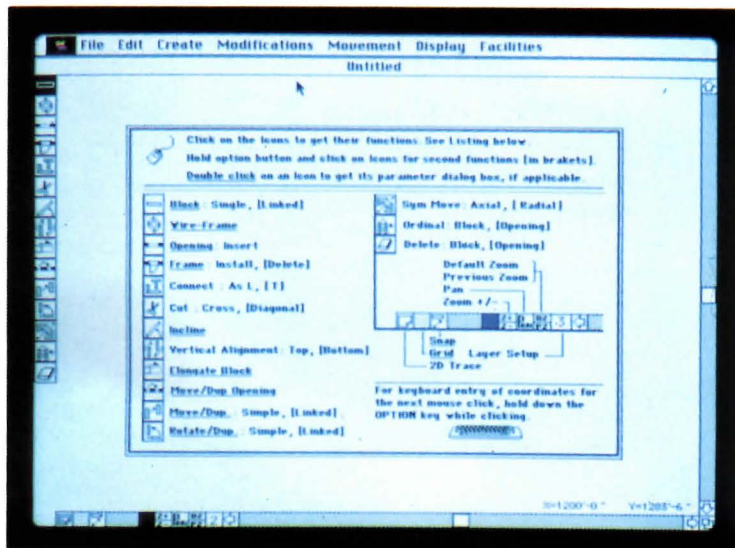 File Edit Create Modifications Movement Display Facilities
Untitled
Click on the Icons to get their functions. See Listing below.
Hold option button and click on Icons for second functions [in brakets].
Double click on an Icon to get its parameter dialog box, if applicable.
Block : Single, [Linked]
Wire-Frame
Opening : Insert
Frame : Install, [Delete]
Connect : As L, [T]
Cut : Cross, [Diagonal]
Incline
Vertical Alignment : Top, [Bottom]
Elongate Block
Move/Dup Opening
Move/Dup. : Simple, [Linked]
Rotate/Dup. : Simple, [Linked]
Sym Move : Axial, [Radial]
Ordinal : Block, [Opening]
Delete : Block, [Opening]
Default Zoom
Previous Zoom
Pan
Zoom +/-
Snap
Grid Layer Setup
2D Trace
For keyboard entry of coordinates for
the next mouse click, hold down the
OPTION key while clicking.
X=1200'-0" Y=1203'-6"